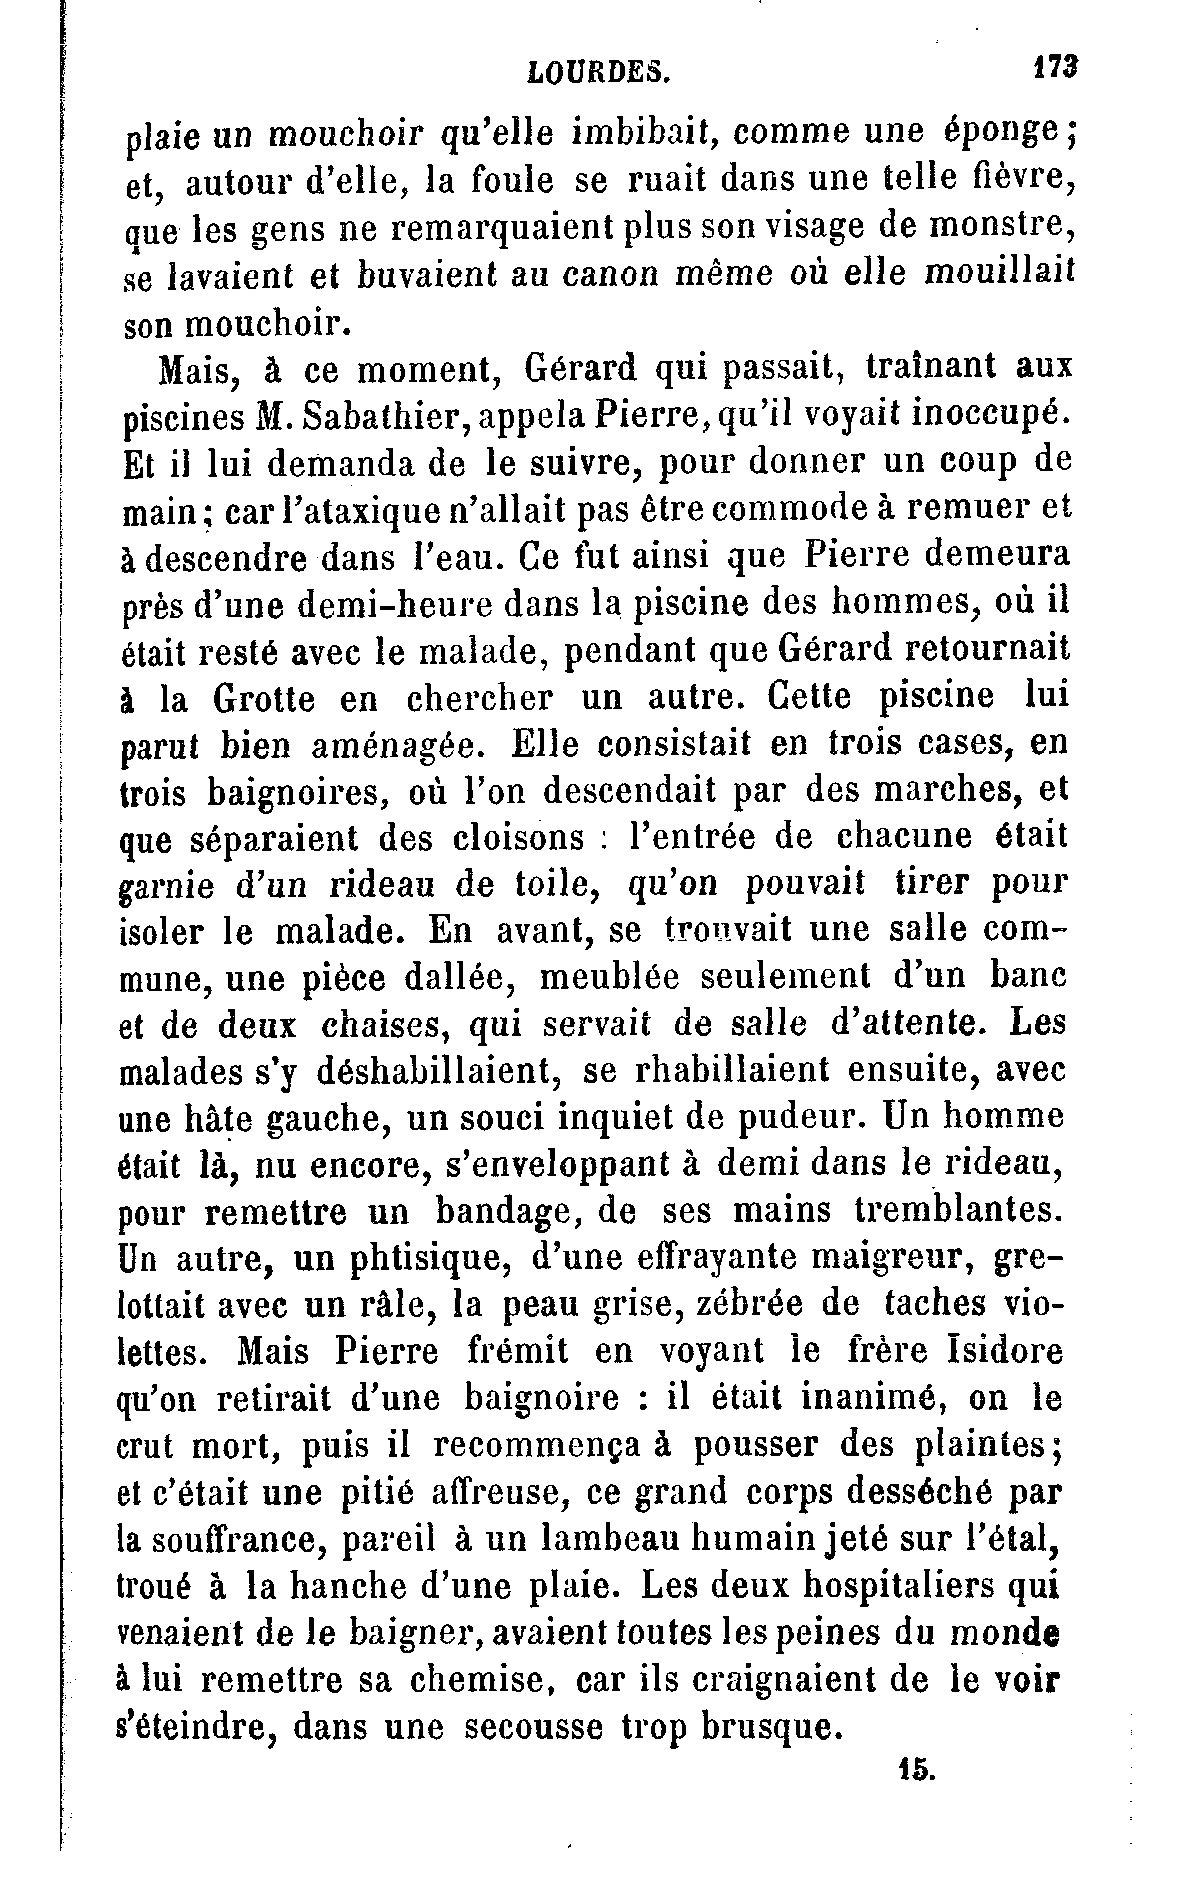 LOURDES. 173
plaie un mouchoir qu'elle imbibait, comme une éponge;
et, autour d'elle, la foule se ruait dans une telle fièvre,
que les gens ne remarquaient plus son visage de monstre,
se lavaient et buvaient au canon même où elle mouillait
son mouchoir.
Mais, à ce moment, Gérard qui passait, traînant aux
piscines M. Sabathier, appela Pierre, qu'il voyait inoccupé.
Et il lui demanda de le suivre, pour donner un coup de
main; car l'ataxique n'allait pas être commode à remuer et
à descendre dans l'eau. Ce fut ainsi que Pierre demeura
près d'une demi-heure dans la piscine des hommes, où il
était resté avec le malade, pendant que Gérard retournait
à la Grotte en chercher un autre. Cette piscine lui
parut bien aménagée. Elle consistait en trois cases, en
trois baignoires, où l'on descendait par des marches, et
que séparaient des cloisons : l'entrée de chacune était
garnie d'un rideau de toile, qu'on pouvait tirer pour
isoler le malade. En avant, se trouvait une salle com-
mune, une pièce dallée, meublée seulement d'un banc
et de deux chaises, qui servait de salle d'attente. Les
malades s'y déshabillaient, se rhabillaient ensuite, avec
une hâte gauche, un souci inquiet de pudeur. Un homme
était là, nu encore, s'enveloppant à demi dans le rideau,
pour remettre un bandage, de ses mains tremblantes.
Un autre, un phtisique, d'une effrayante maigreur, gre-
lottait avec un râle, la peau grise, zébrée de taches vio-
lettes. Mais Pierre frémit en voyant le frère Isidore
qu'on retirait d'une baignoire : il était inanimé, on le
crut mort, puis il recommença à pousser des plaintes;
et c'était une pitié affreuse, ce grand corps desséché par
la souffrance, pareil à un lambeau humain jeté sur l'étal,
troué à la hanche d'une plaie. Les deux hospitaliers qui
venaient de le baigner, avaient toutes les peines du monde
à lui remettre sa chemise, car ils craignaient de le voir
s'éteindre, dans une secousse trop brusque.
15.